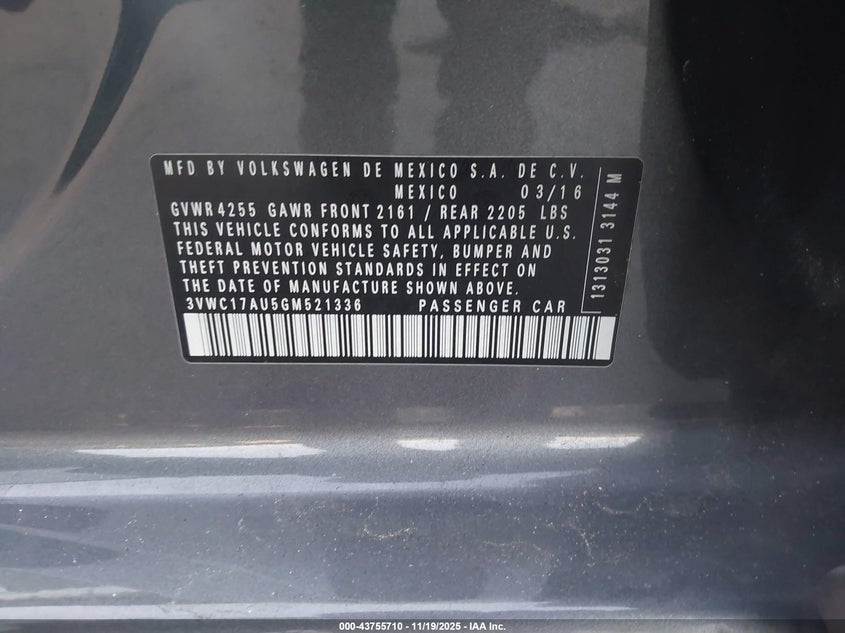 MFD BY VOLKSWAGEN DE MEXICO S.A. DE C.V.
MEXICO 03/16
GVWR 4255 GAWR FRONT 2161 / REAR 2205 LBS
THIS VEHICLE CONFORMS TO ALL APPLICABLE U.S.
FEDERAL MOTOR VEHICLE SAFETY, BUMPER AND
THEFT PREVENTION STANDARDS IN EFFECT ON
THE DATE OF MANUFACTURE SHOWN ABOVE.
3VWC17AU5GM521336 PASSENGER CAR
1313031 3144 M
000-43755710 - 11/19/2025 - IAA Inc.